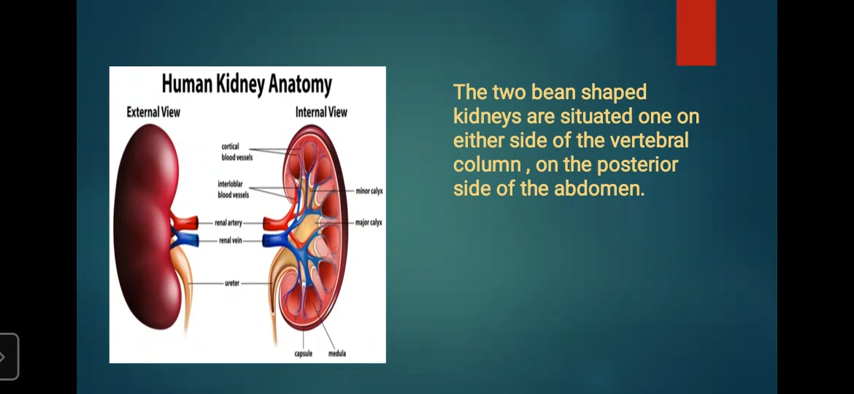 Human Kidney Anatomy
External View
Internal View
cortical
blood vessels
interloblar
blood vessels
minor calyx
renal artery
major calyx
renal vein
ureter
capsule
medula
The two bean shaped
kidneys are situated one on
either side of the vertebral
column , on the posterior
side of the abdomen.